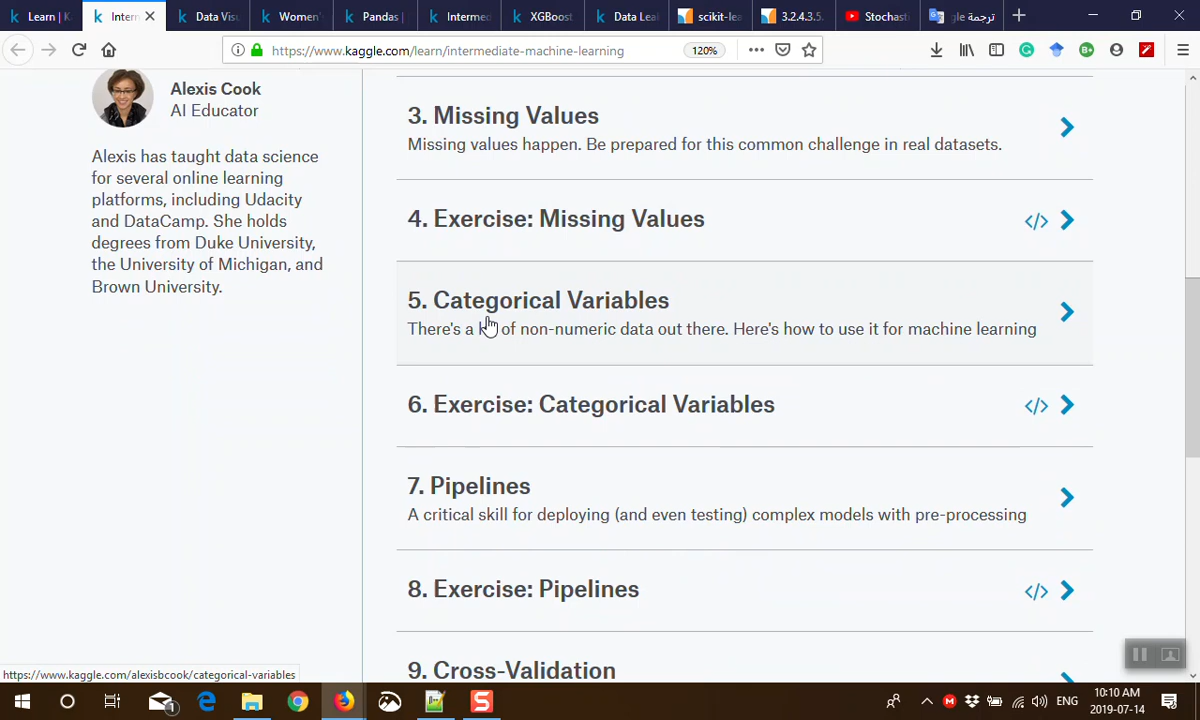 Learn | K
Intern
Data Vis
Women'
Pandas |
Intermed
XGBoost
Data Leal
scikit-lea
3.2.4.3.5.
Stochasti
ترجمة gle
https://www.kaggle.com/learn/intermediate-machine-learning
120%
Alexis Cook
AI Educator
Alexis has taught data science
for several online learning
platforms, including Udacity
and DataCamp. She holds
degrees from Duke University,
the University of Michigan, and
Brown University.
3. Missing Values
Missing values happen. Be prepared for this common challenge in real datasets.
4. Exercise: Missing Values
</>
5. Categorical Variables
There's a of non-numeric data out there. Here's how to use it for machine learning
6. Exercise: Categorical Variables
</>
7. Pipelines
A critical skill for deploying (and even testing) complex models with pre-processing
8. Exercise: Pipelines
</>
9. Cross-Validation
https://www.kaggle.com/alexisbcook/categorical-variables
ENG
10:10 AM
2019-07-14